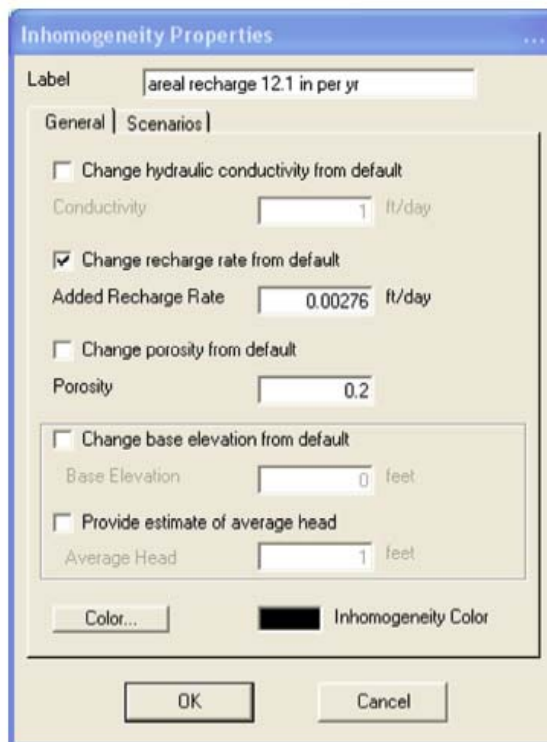 Inhomogeneity Properties ...
Label areal recharge 12.1 in per yr
General Scenarios
Change hydraulic conductivity from default
Conductivity 1 ft/day
Change recharge rate from default
Added Recharge Rate 0.00276 ft/day
Change porosity from default
Porosity 0.2
Change base elevation from default
Base Elevation 0 feet
Provide estimate of average head
Average Head 1 feet
Color... Inhomogeneity Color
OK Cancel